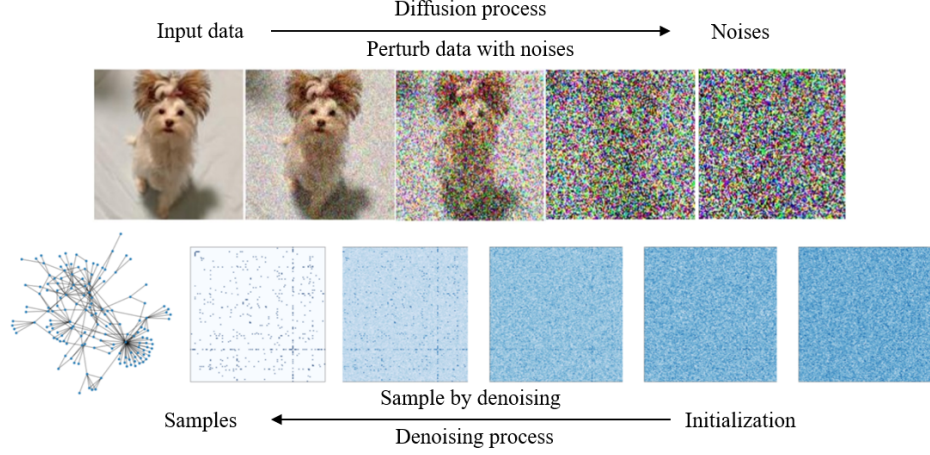 Diffusion process
Input data
Noises
Perturb data with noises
Sample by denoising
Samples
Initialization
Denoising process